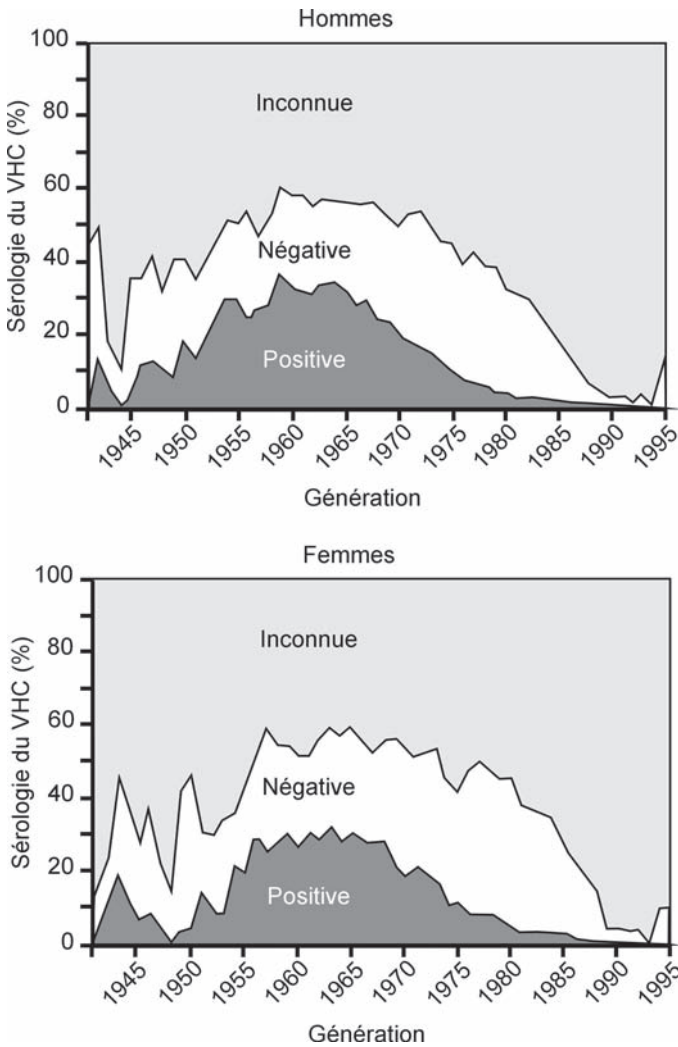 Hommes
100
80
60
40
20
0
Sérologie du VHC (%)
Inconnue
Négative
Positive
1945
1950
1955
1960
1965
1970
1975
1980
1985
1990
1995
Génération
Femmes
100
80
60
40
20
0
Sérologie du VHC (%)
Inconnue
Négative
Positive
1945
1950
1955
1960
1965
1970
1975
1980
1985
1990
1995
Génération